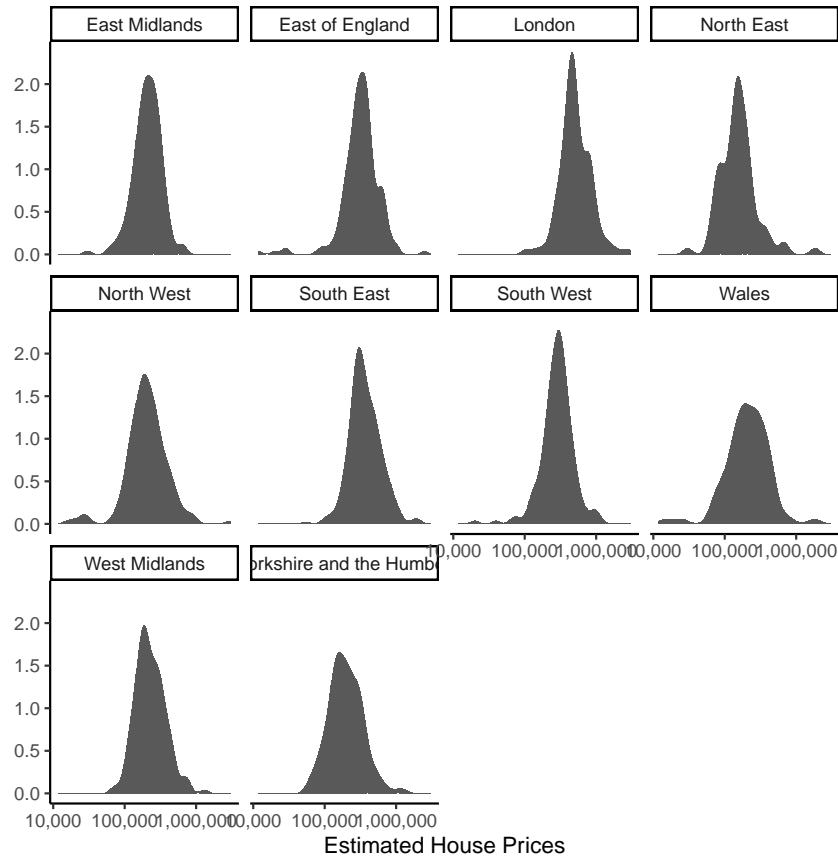 East Midlands East of England London North East
2.0
1.5
1.0
0.5
0.0
North West South East South West Wales
2.0
1.5
1.0
0.5
0.0
10,000 100,000 1,000,000 10,000 100,000 1,000,000
West Midlands orkshire and the Humbe
2.0
1.5
1.0
0.5
0.0
10,000 100,000 1,000,000 10,000 100,000 1,000,000
Estimated House Prices